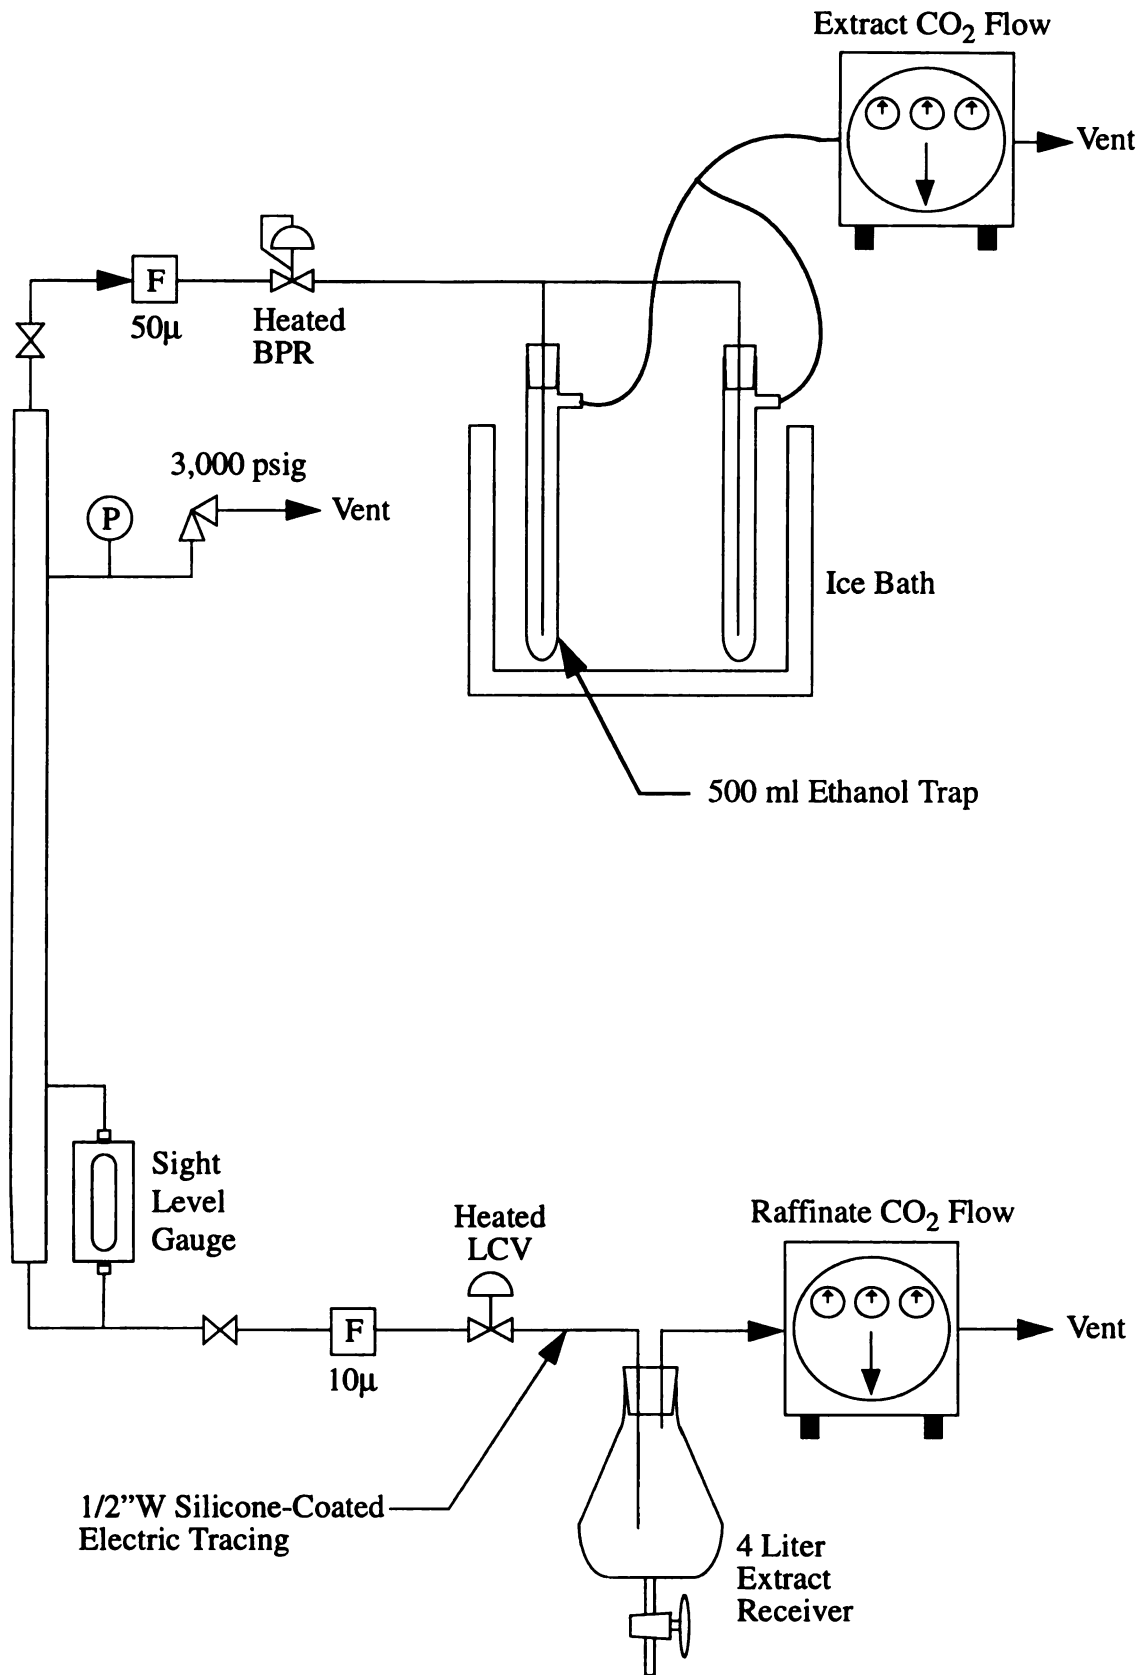 Extract CO2 Flow
Vent
F
50μ
Heated
BPR
3,000 psig
Vent
P
Ice Bath
500 ml Ethanol Trap
Sight
Level
Gauge
Heated
LCV
Raffinate CO2 Flow
F
10μ
Vent
1/2”W Silicone-Coated
Electric Tracing
4 Liter
Extract
Receiver